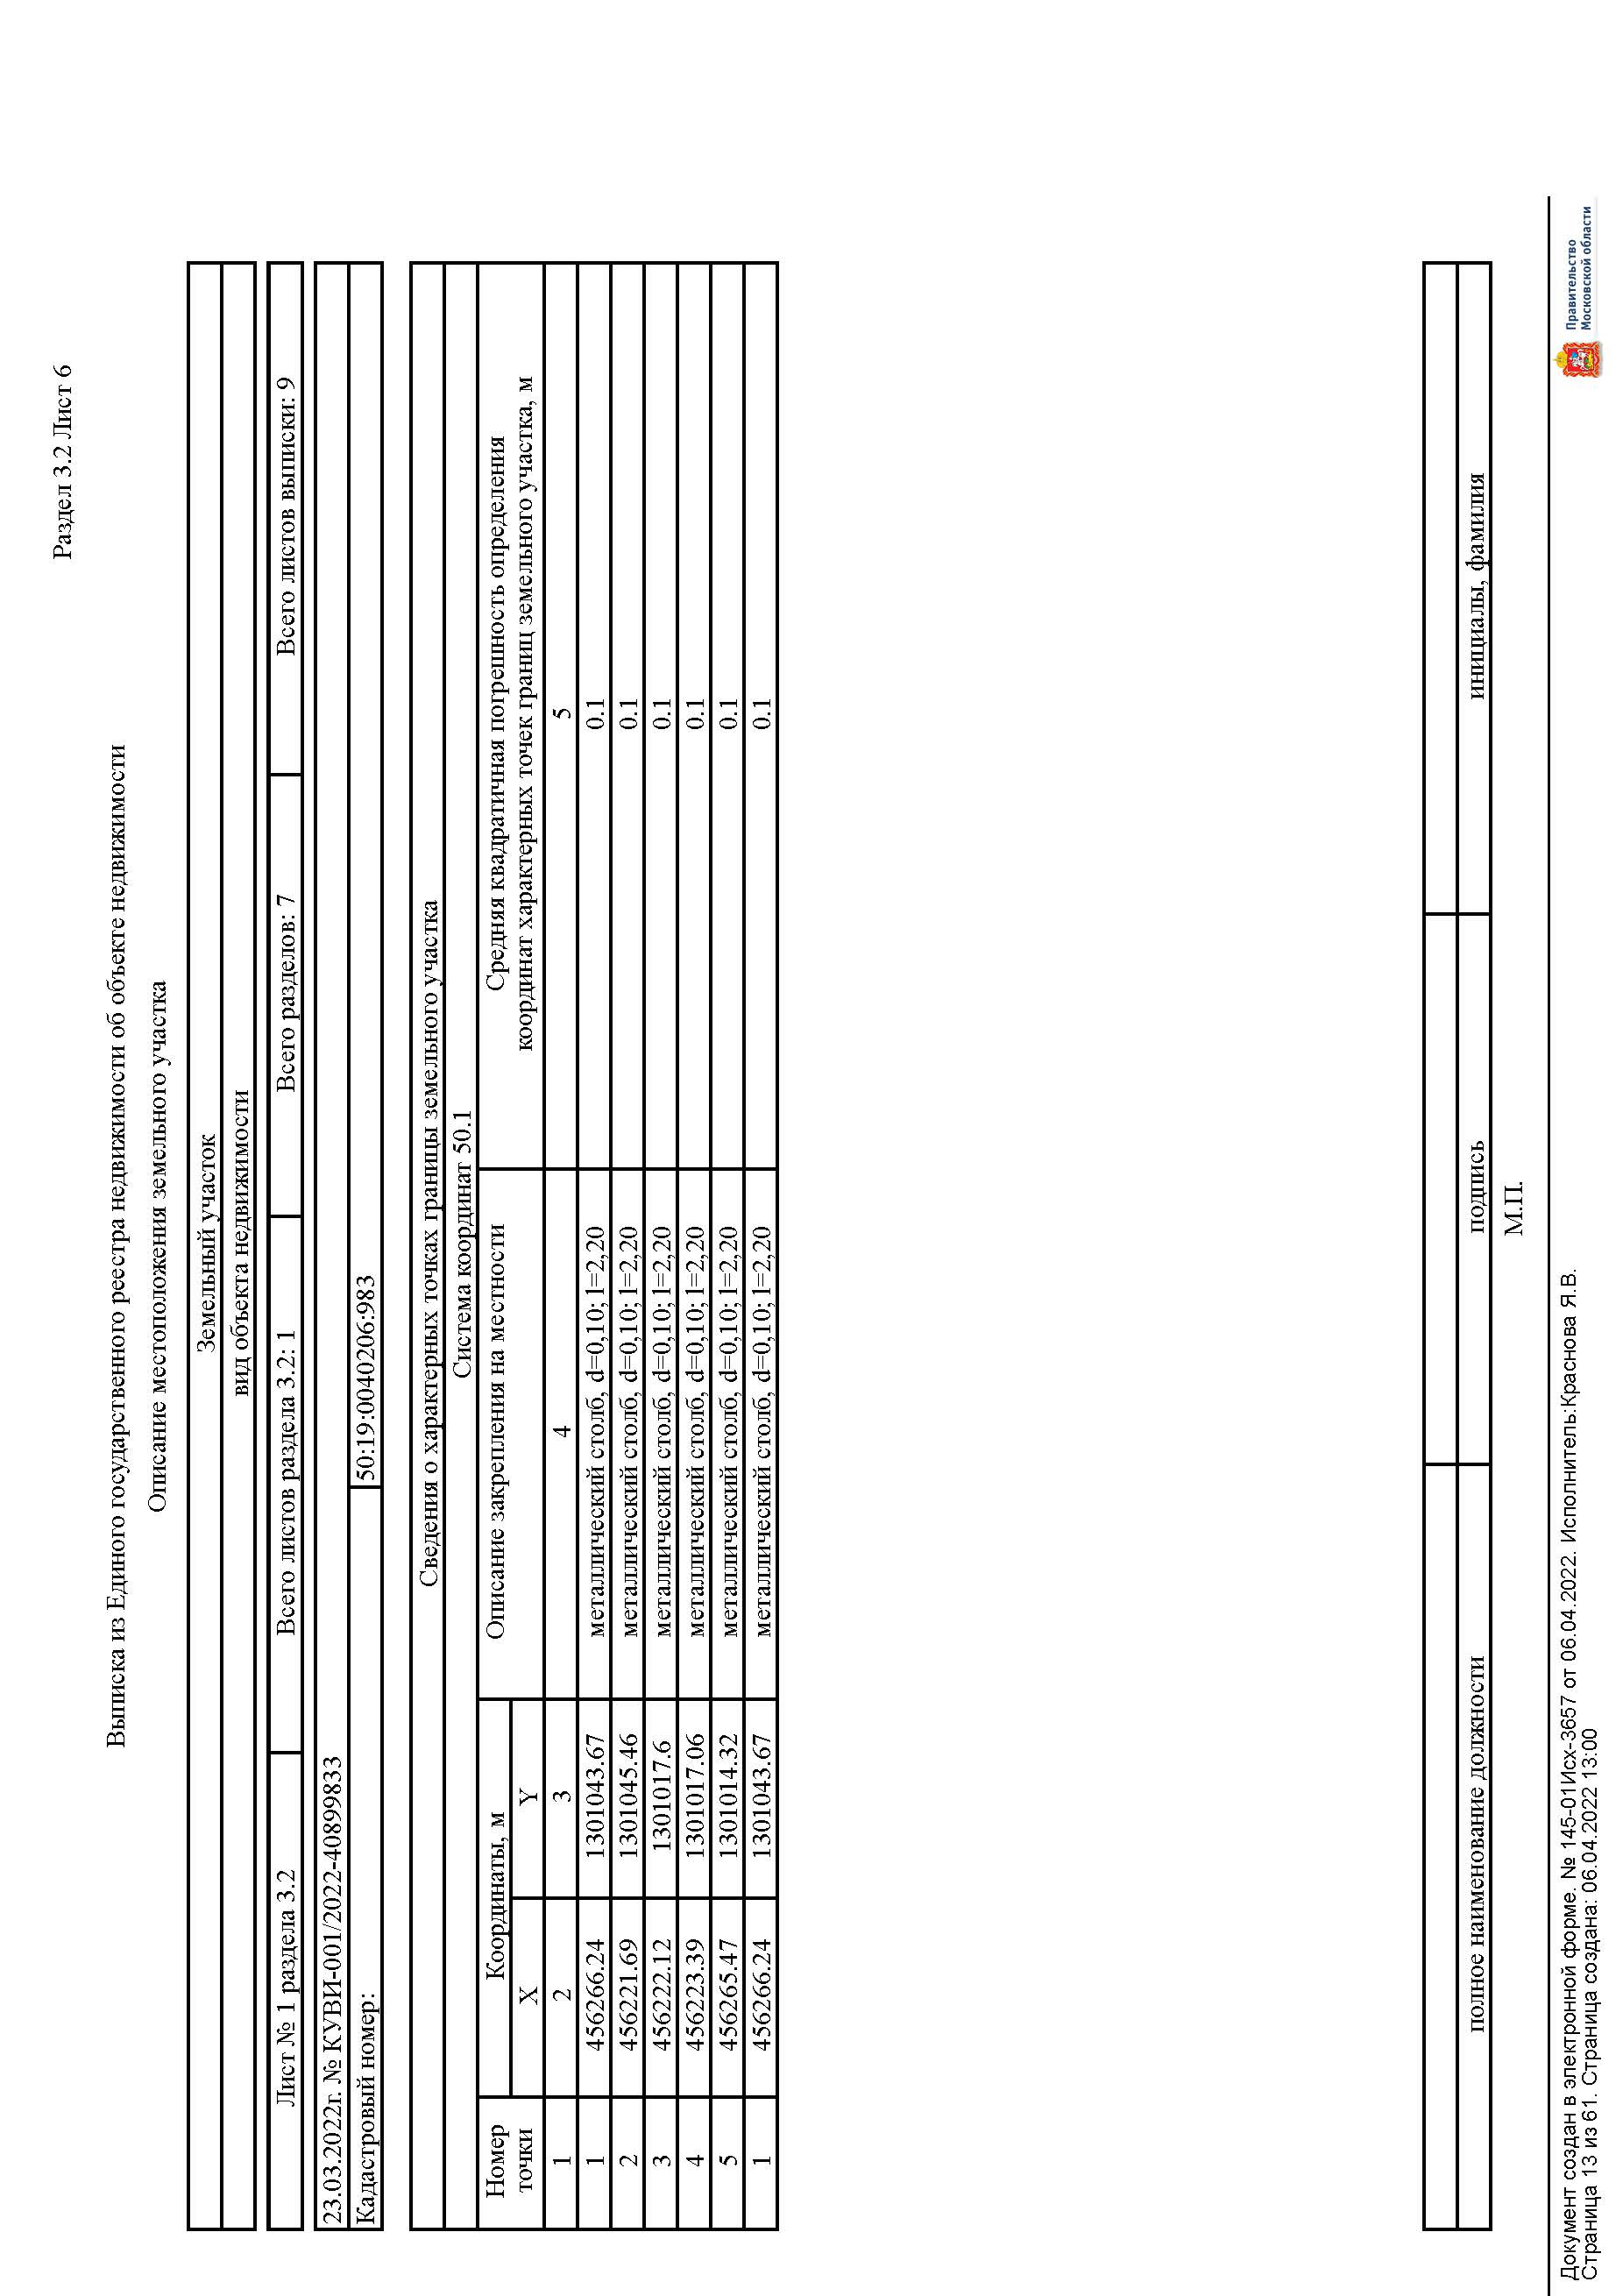 Раздел 3.2 Лист 6
Выписка из Единого государственного реестра недвижимости об объекте недвижимости
Описание местоположения земельного участка
Земельный участок
вид объекта недвижимости
Лист № 1 раздела 3.2 Всего листов раздела 3.2: 1 Всего разделов: 7 Всего листов выписки: 9
23.03.2022г. № КУВИ-001/2022-40899833
Кадастровый номер: 50:19:0040206:983
Сведения о характерных точках границы земельного участка
Система координат 50.1
Номер точки Координаты, м Описание закрепления на местности Средняя квадратичная погрешность определения
координат характерных точек границ земельного участка, м
X Y
1 2 3 4 5
1 456266.24 1301043.67 металлический столб, d=0,10; l=2,20 0.1
2 456221.69 1301045.46 металлический столб, d=0,10; l=2,20 0.1
3 456222.12 1301017.6 металлический столб, d=0,10; l=2,20 0.1
4 456223.39 1301017.06 металлический столб, d=0,10; l=2,20 0.1
5 456265.47 1301014.32 металлический столб, d=0,10; l=2,20 0.1
1 456266.24 1301043.67 металлический столб, d=0,10; l=2,20 0.1
полное наименование должности подпись инициалы, фамилия
М.П.
Документ создан в электронной форме. № 145-01Исх-3657 от 06.04.2022. Исполнитель:Краснова Я.В.
Страница 13 из 61. Страница создана: 06.04.2022 13:00
Правительство
Московской области